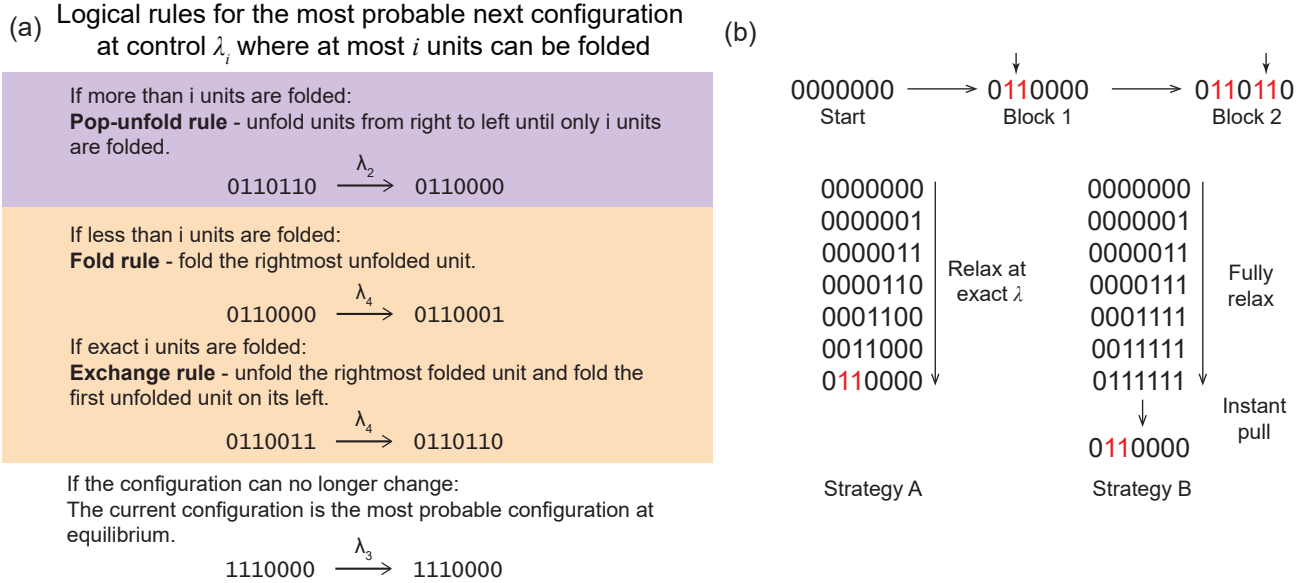 (a) Logical rules for the most probable next configuration
at control λi where at most i units can be folded
If more than i units are folded:
Pop-unfold rule - unfold units from right to left until only i units
are folded.
λ2
0110110 0110000
If less than i units are folded:
Fold rule - fold the rightmost unfolded unit.
λ4
0110000 0110001
If exact i units are folded:
Exchange rule - unfold the rightmost folded unit and fold the
first unfolded unit on its left.
λ4
0110011 0110110
If the configuration can no longer change:
The current configuration is the most probable configuration at
equilibrium.
λ3
1110000 1110000
(b)
0000000 0110000 0110110
Start Block 1 Block 2
0000000
0000001
0000011
0000110
0001100
0011000
0110000
Relax at
exact λ
Strategy A
0000000
0000001
0000011
0000111
0001111
0011111
0111111
Fully
relax
Instant
pull
0110000
Strategy B